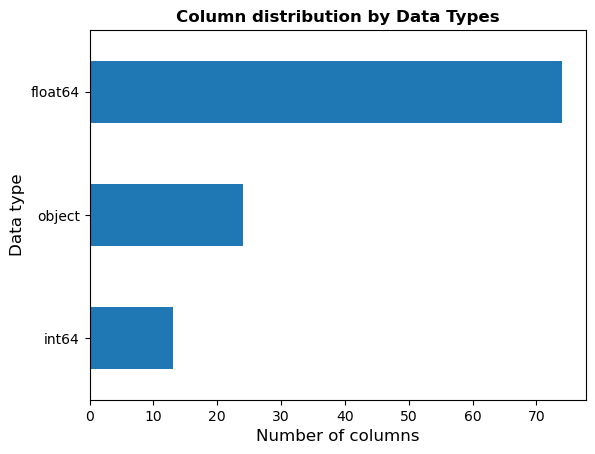 Column distribution by Data Types
Data type
float64
object
int64
0 10 20 30 40 50 60 70
Number of columns